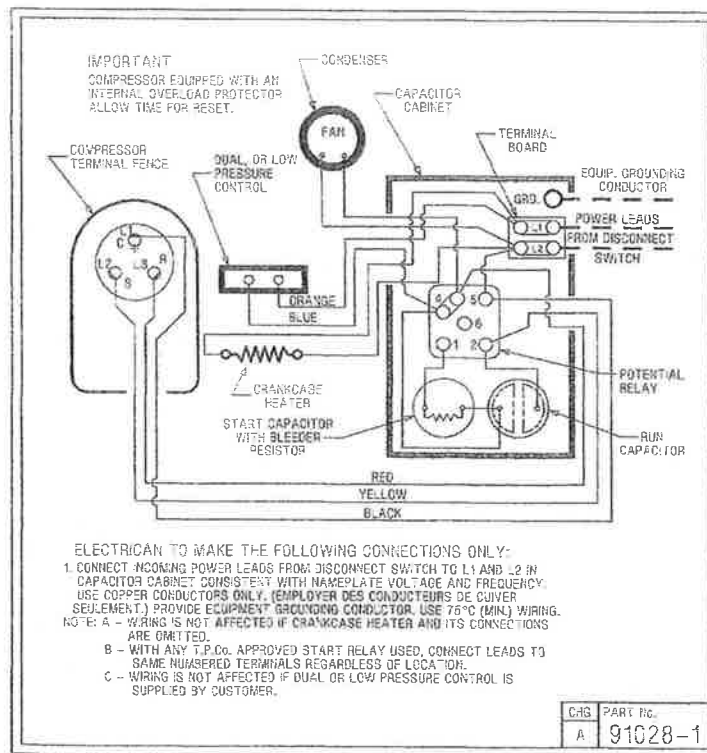 IMPORTANT
COMPRESSOR EQUIPPED WITH AN
INTERNAL OVERLOAD PROTECTOR
ALLOW TIME FOR RESET.
CONDENSER
FAN
CAPACITOR
CABINET
TERMINAL
BOARD
COMPRESSOR
TERMINAL FENCE
DUAL, OR LOW
PRESSURE
CONTROL
EQUIP. GROUNDING
CONDUCTOR
GRD.
POWER LEADS
L1
FROM DISCONNECT
L2
SWITCH
L1
C
L2
L3
R
S
ORANGE
BLUE
4
5
6
1
2
POTENTIAL
RELAY
CRANKCASE
HEATER
START CAPACITOR
WITH BLEEDER
RESISTOR
RUN
CAPACITOR
RED
YELLOW
BLACK
ELECTRICAN TO MAKE THE FOLLOWING CONNECTIONS ONLY:
1. CONNECT INCOMING POWER LEADS FROM DISCONNECT SWITCH TO L1 AND L2 IN
CAPACITOR CABINET CONSISTENT WITH NAMEPLATE VOLTAGE AND FREQUENCY.
USE COPPER CONDUCTORS ONLY. (EMPLOYER DES CONDUCTEURS DE CUIVER
SEULEMENT.) PROVIDE EQUIPMENT GROUNDING CONDUCTOR. USE 75°C (MIN.) WIRING.
NOTE: A – WIRING IS NOT AFFECTED IF CRANKCASE HEATER AND ITS CONNECTIONS
ARE OMITTED.
B – WITH ANY T.P.Co. APPROVED START RELAY USED, CONNECT LEADS TO
SAME NUMBERED TERMINALS REGARDLESS OF LOCATION.
C – WIRING IS NOT AFFECTED IF DUAL OR LOW PRESSURE CONTROL IS
SUPPLIED BY CUSTOMER.
CHG PART No.
A 91028-1